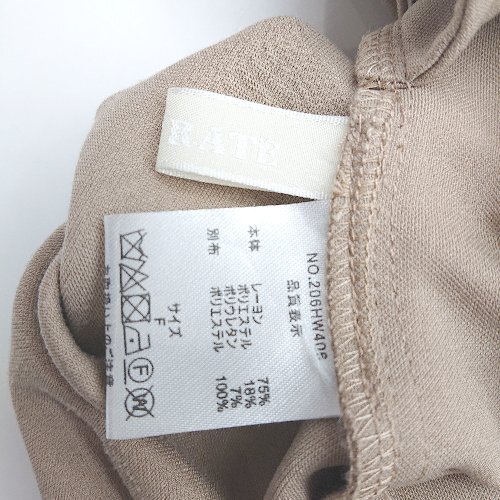 NO.206HW408
品質表示
本体 レーヨン 75%
ポリエステル 18%
ポリウレタン 7%
別布 ポリエステル 100%
サイズ
F